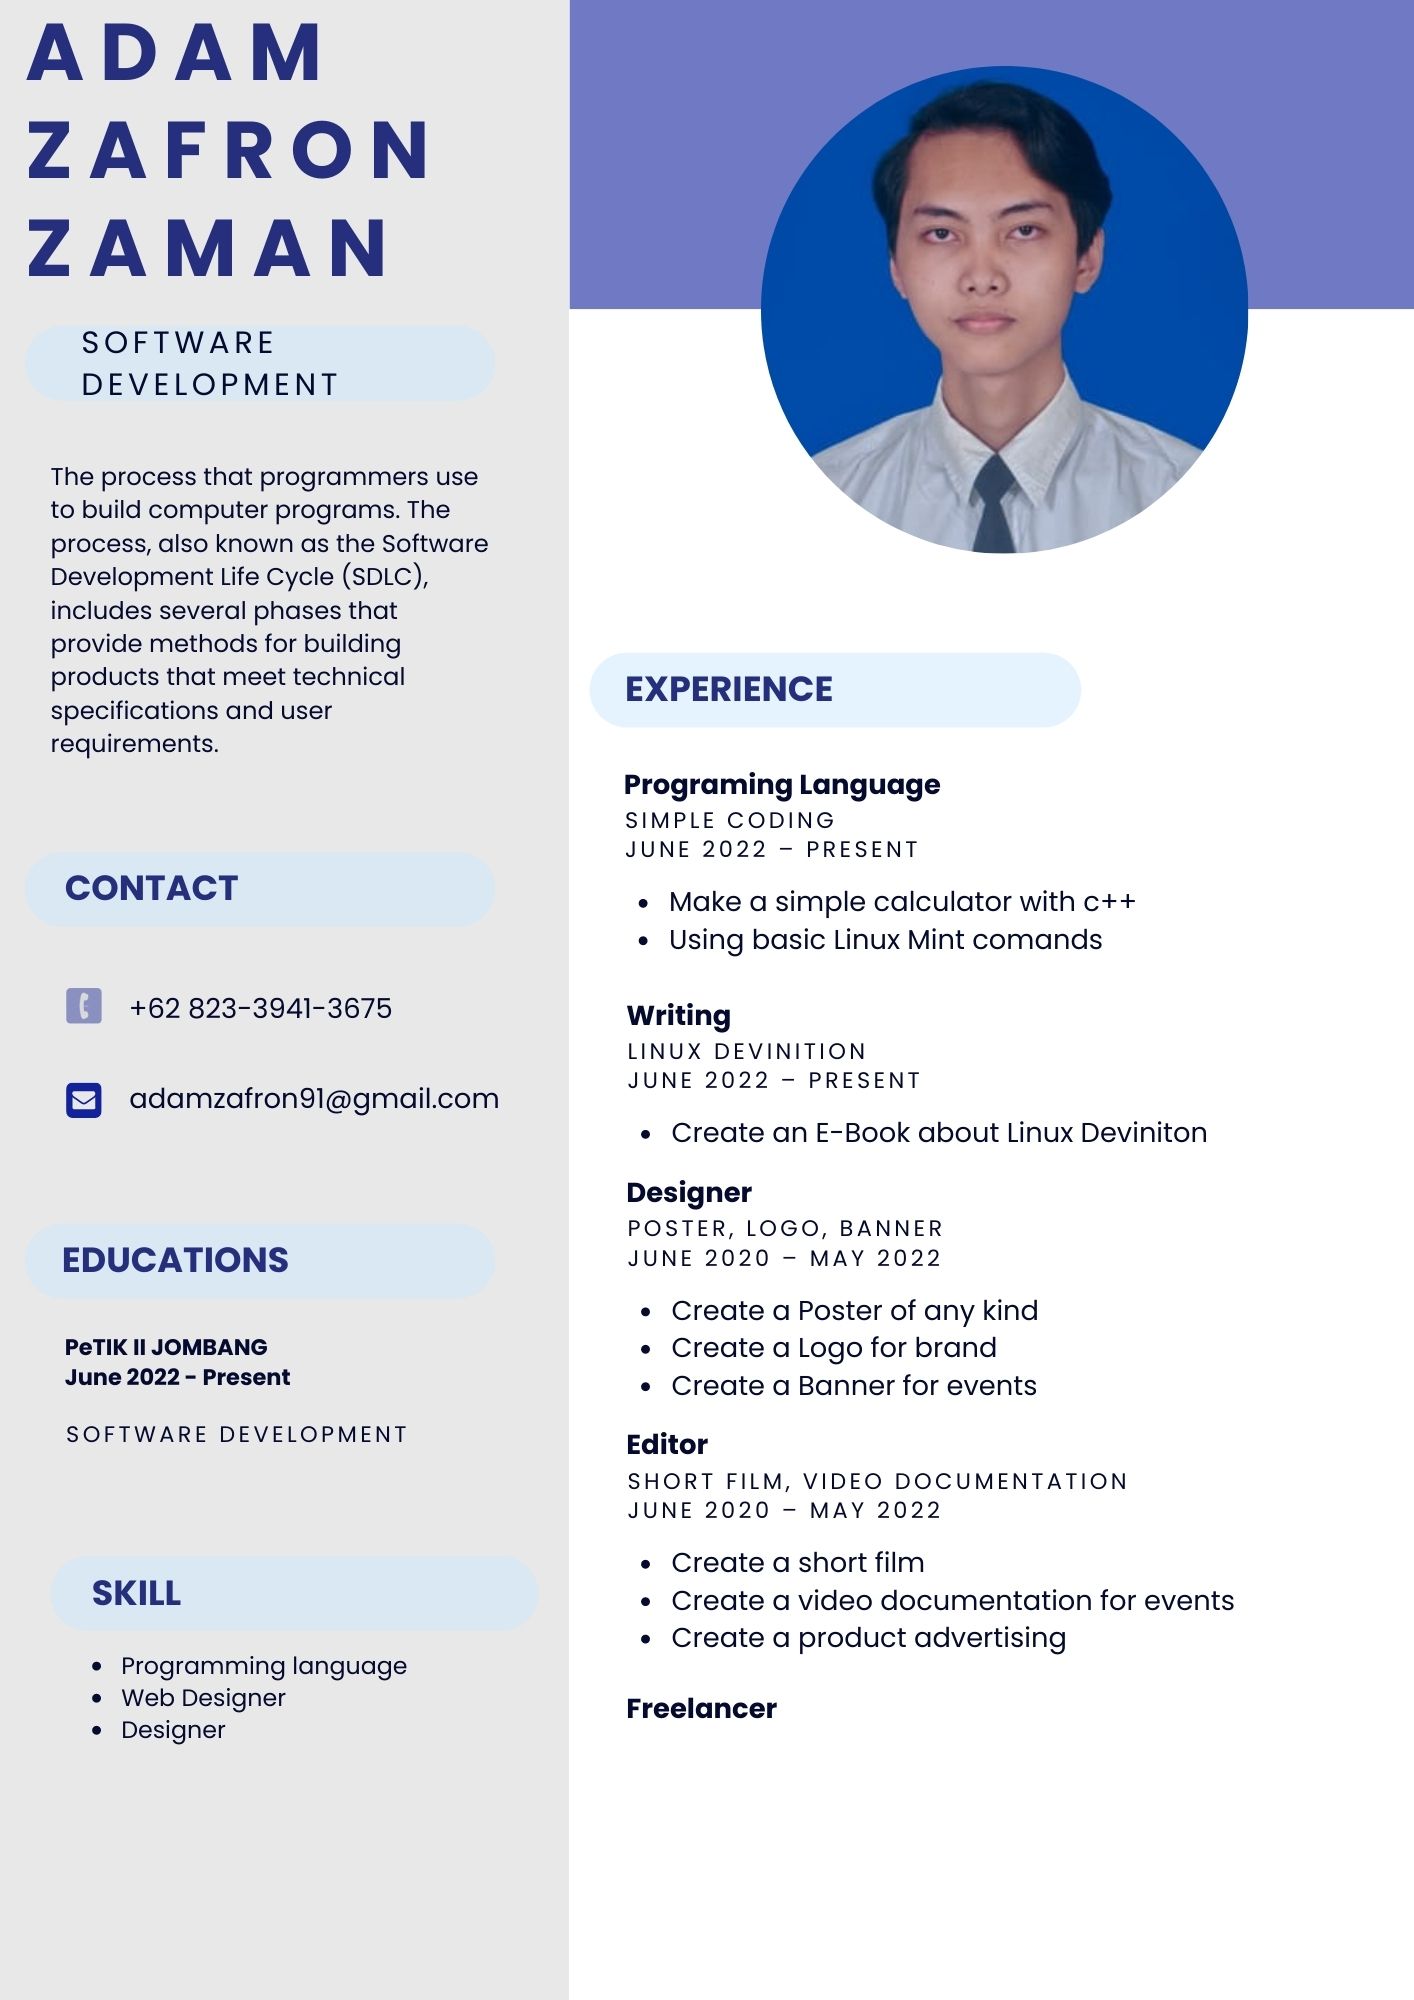 ADAM
ZAFRON
ZAMAN
SOFTWARE
DEVELOPMENT
The process that programmers use
to build computer programs. The
process, also known as the Software
Development Life Cycle (SDLC),
includes several phases that
provide methods for building
products that meet technical
specifications and user
requirements.
CONTACT
+62 823-3941-3675
adamzafron91@gmail.com
EDUCATIONS
PeTIK II JOMBANG
June 2022 - Present
SOFTWARE DEVELOPMENT
SKILL
• Programming language
• Web Designer
• Designer
EXPERIENCE
Programing Language
SIMPLE CODING
JUNE 2022 – PRESENT
• Make a simple calculator with c++
• Using basic Linux Mint comands
Writing
LINUX DEVINITION
JUNE 2022 – PRESENT
• Create an E-Book about Linux Deviniton
Designer
POSTER, LOGO, BANNER
JUNE 2020 – MAY 2022
• Create a Poster of any kind
• Create a Logo for brand
• Create a Banner for events
Editor
SHORT FILM, VIDEO DOCUMENTATION
JUNE 2020 – MAY 2022
• Create a short film
• Create a video documentation for events
• Create a product advertising
Freelancer